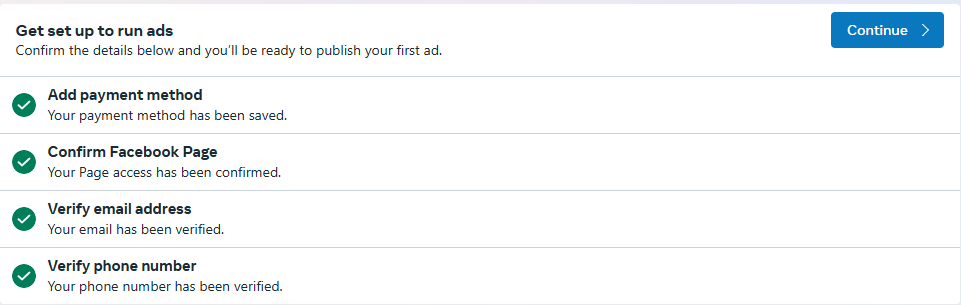 Get set up to run ads
Confirm the details below and you'll be ready to publish your first ad.
Continue
Add payment method
Your payment method has been saved.
Confirm Facebook Page
Your Page access has been confirmed.
Verify email address
Your email has been verified.
Verify phone number
Your phone number has been verified.